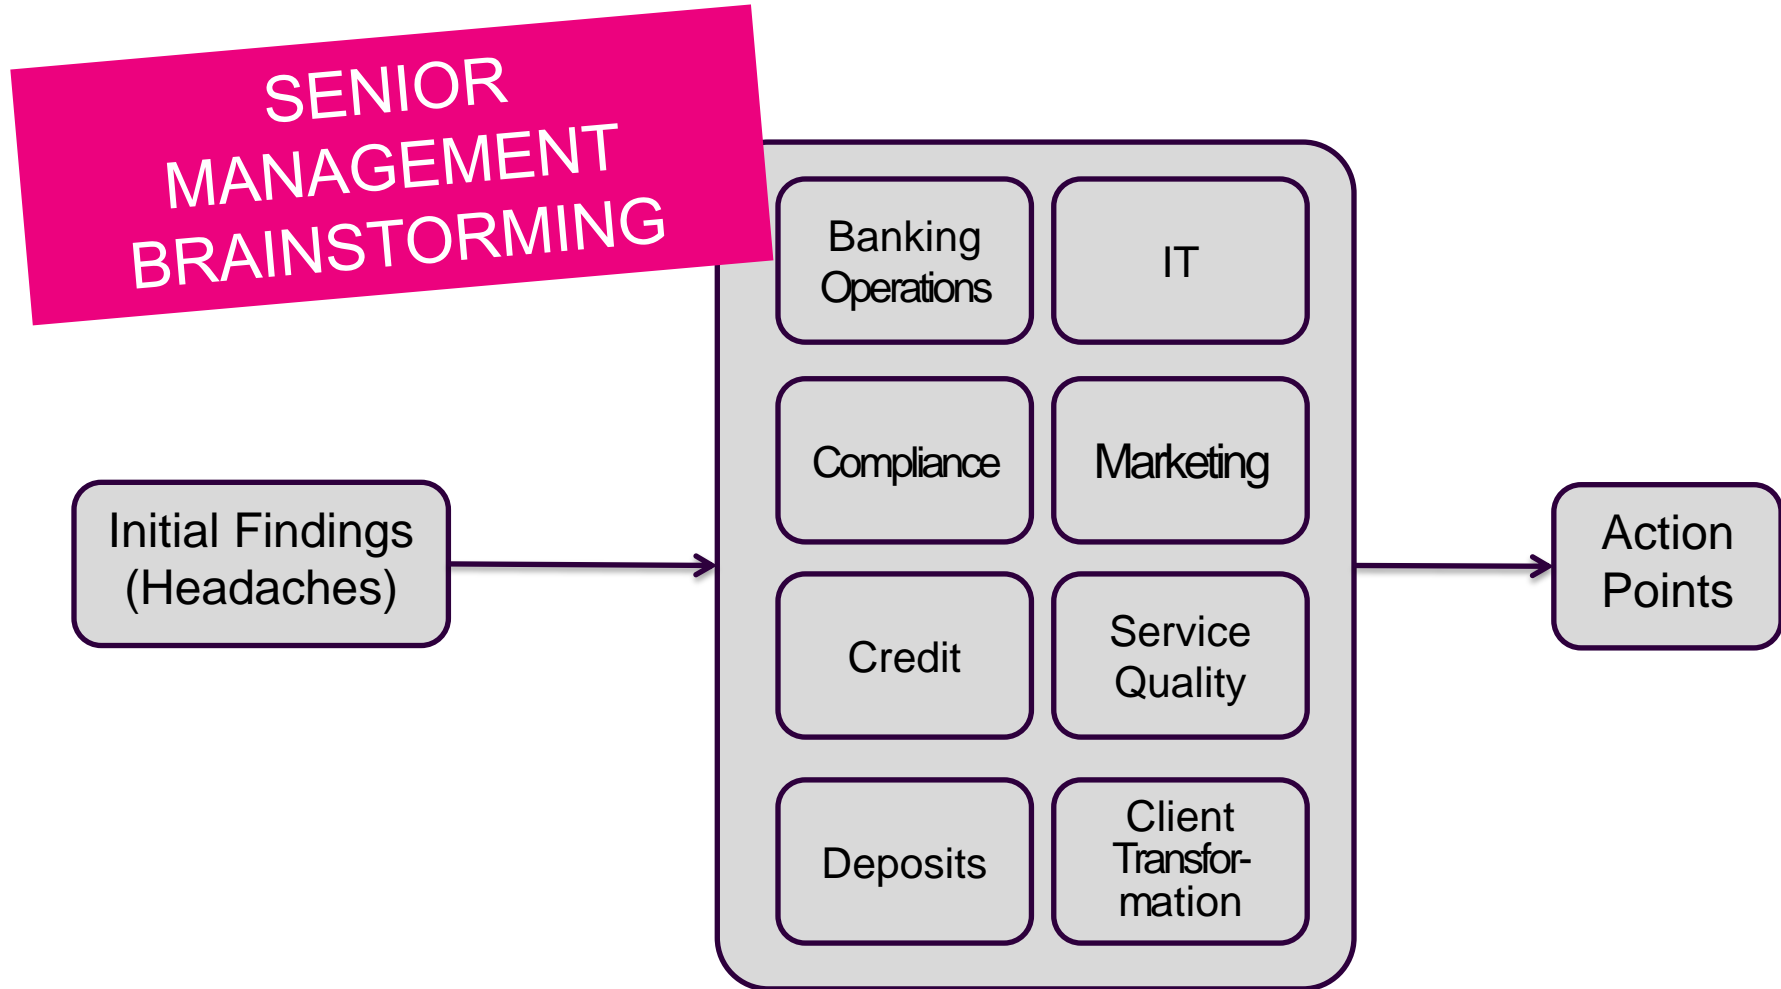 SENIOR
MANAGEMENT
BRAINSTORMING
Initial Findings
(Headaches)
Banking
Operations
IT
Compliance
Marketing
Credit
Service
Quality
Deposits
Client
Transfor-
mation
Action
Points